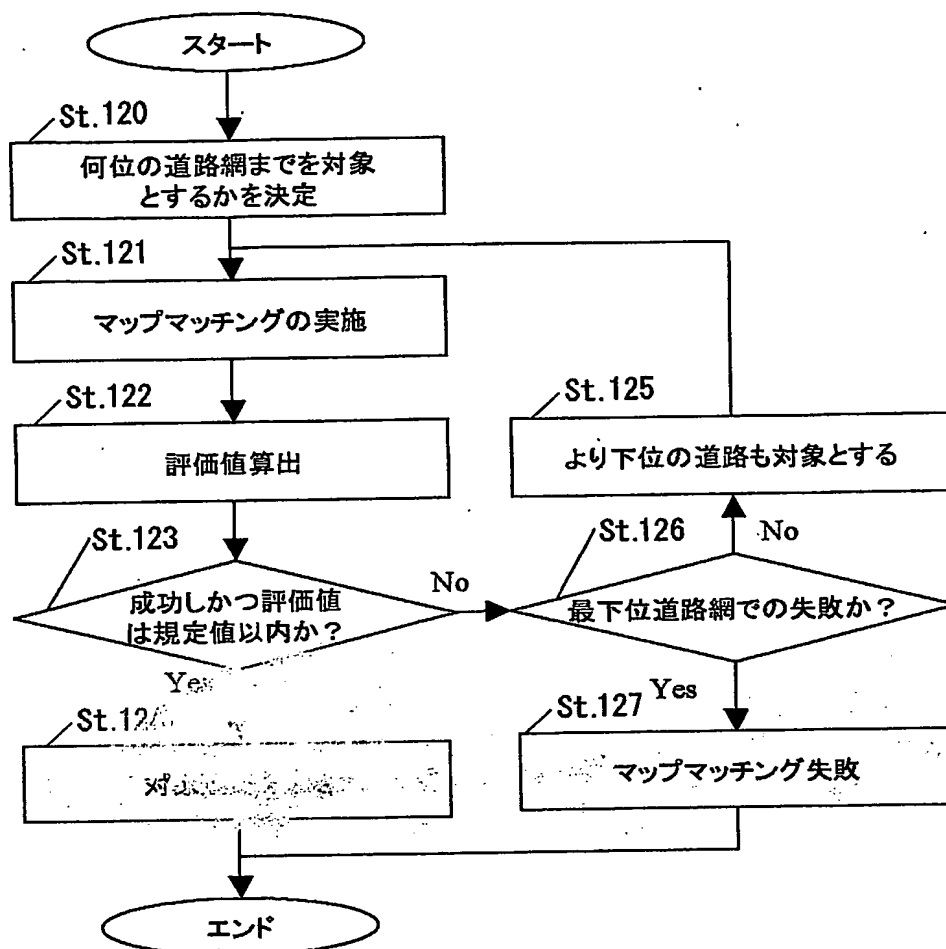 スタート
St.120
何位の道路網までを対象
とするかを決定
St.121
マップマッチングの実施
St.122
評価値算出
St.123
成功しかつ評価値
は規定値以内か？
No
Yes
St.125
より下位の道路も対象とする
St.126
No
最下位道路網での失敗か？
Yes
St.127
マップマッチング失敗
エンド